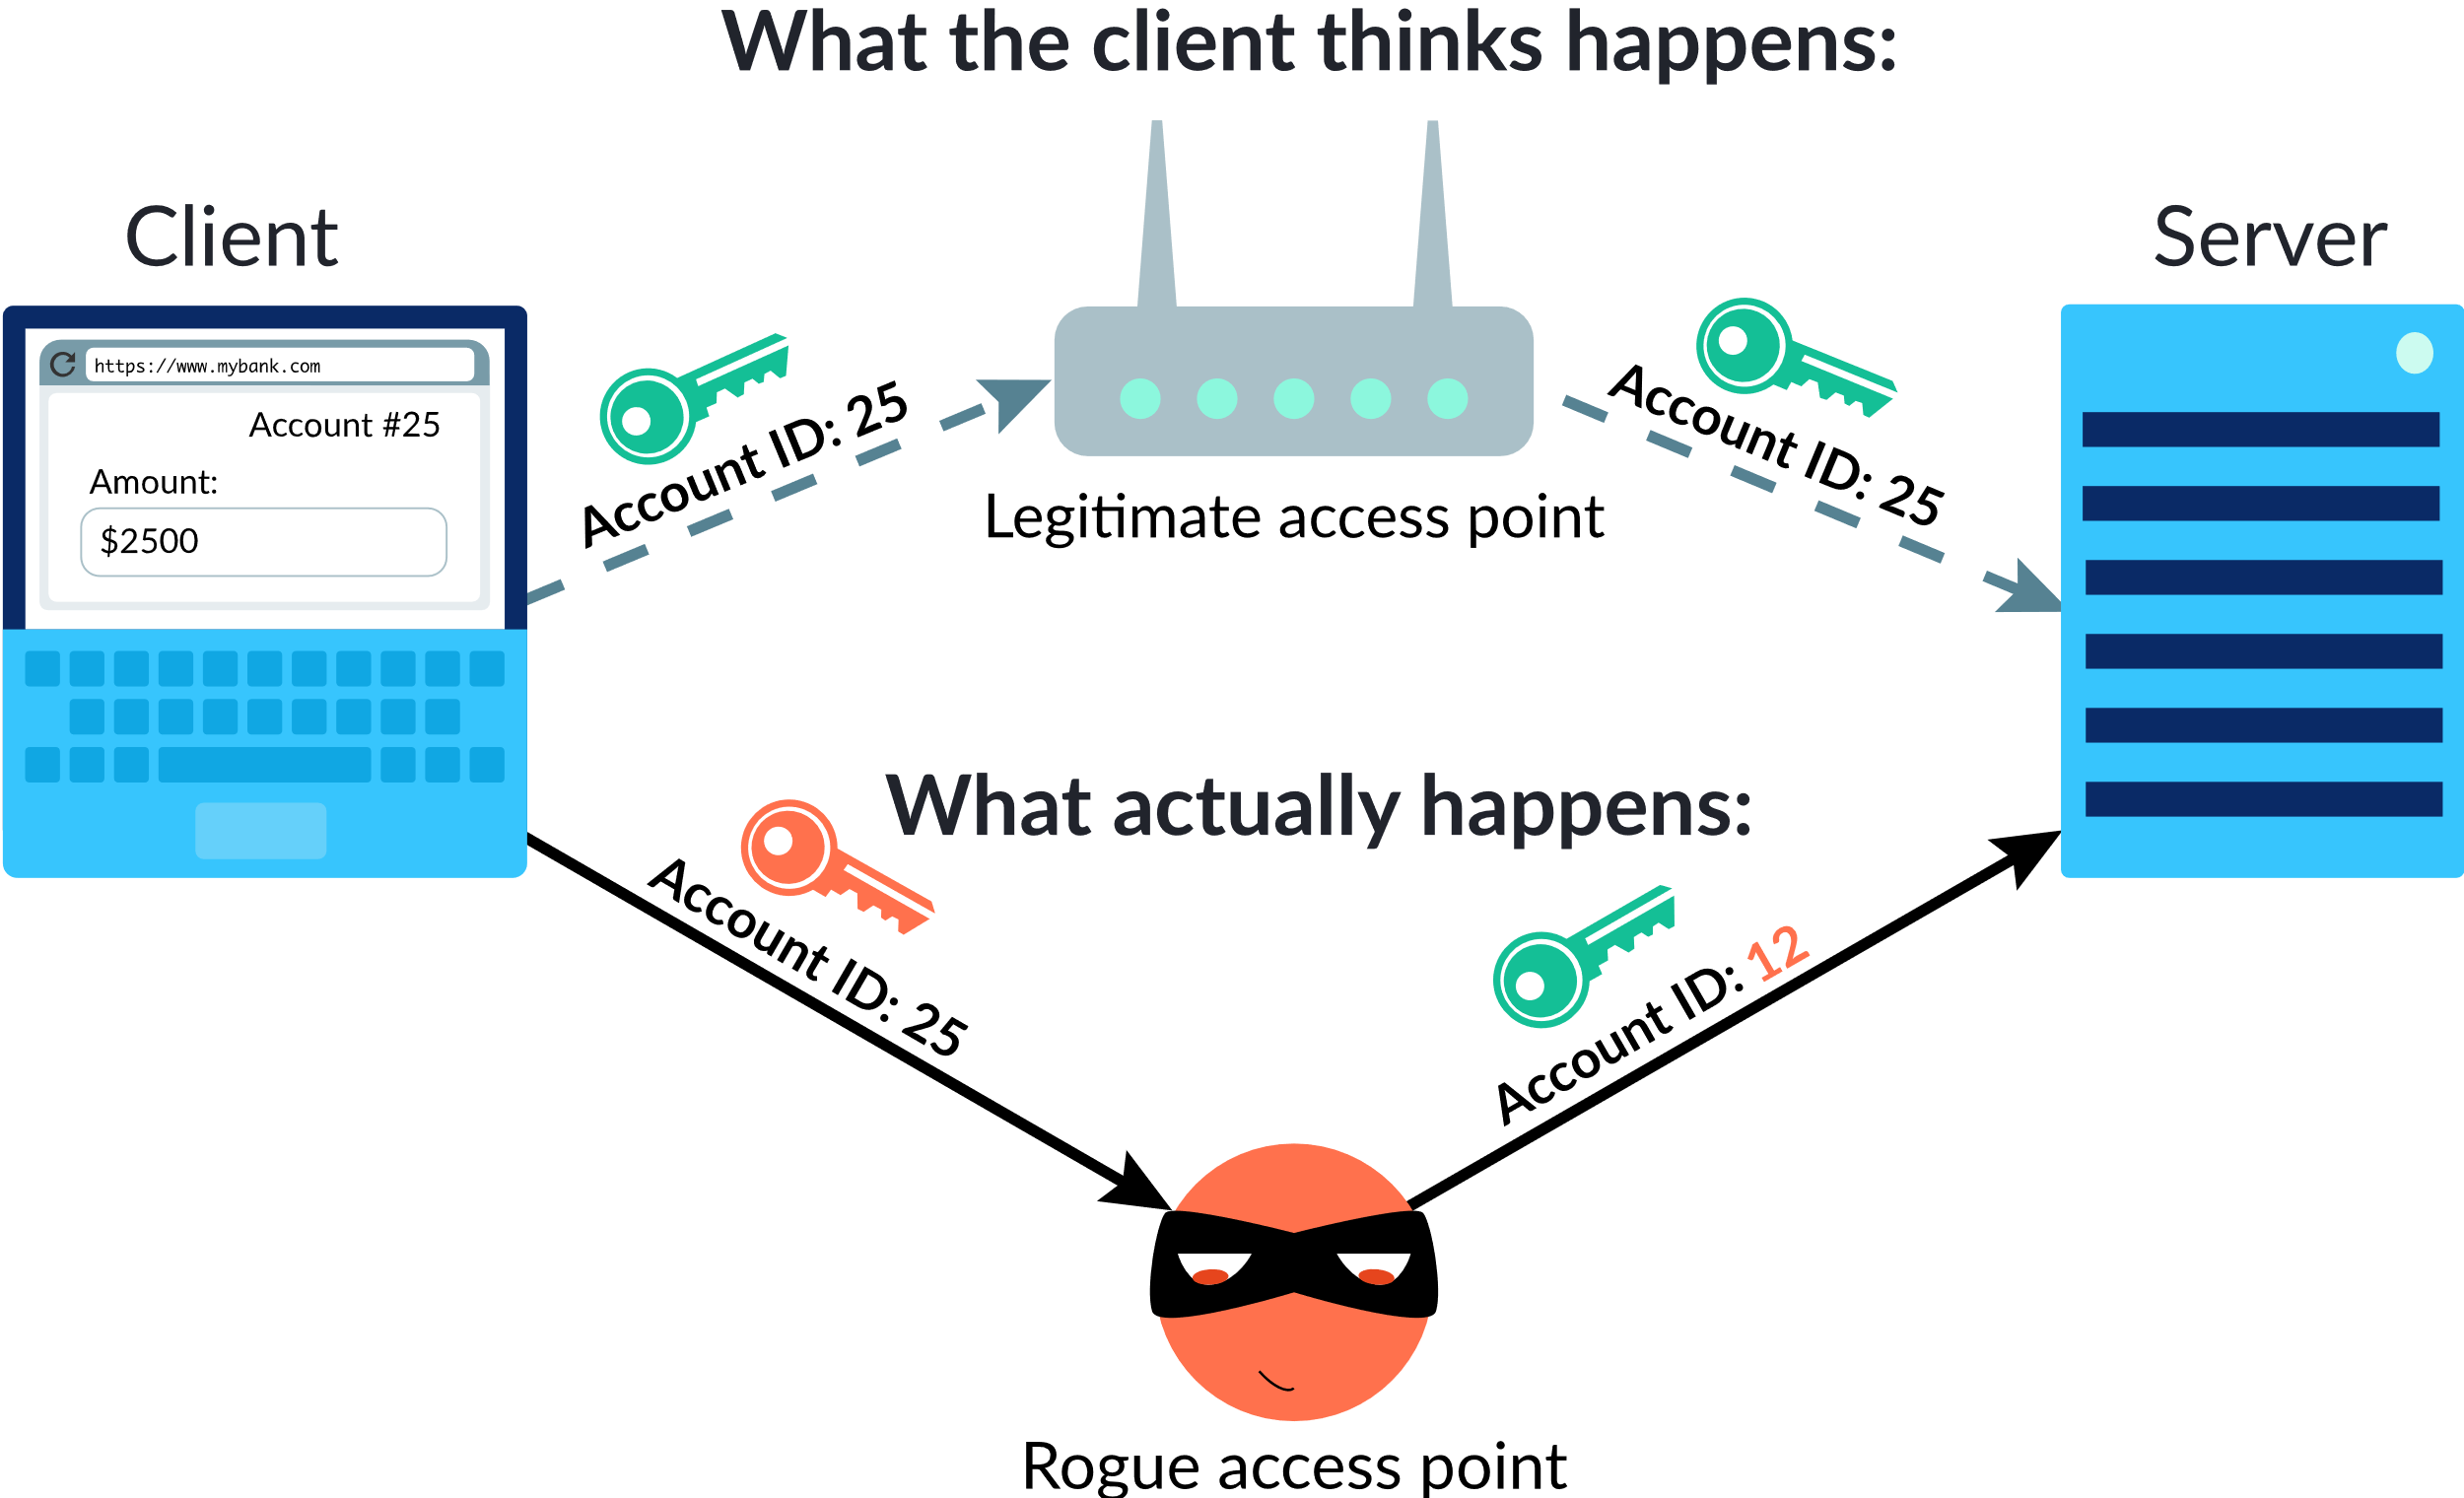 What the client thinks happens:
Client
Server
https://www.mybank.com
Account #25
Amount:
$2500
Account ID: 25
Account ID: 25
Legitimate access point
What actually happens:
Account ID: 25
Account ID: 12
Rogue access point